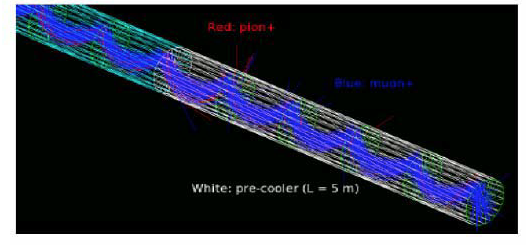 Red: pion+
Blue: muon+
White: pre-cooler (L = 5 m)